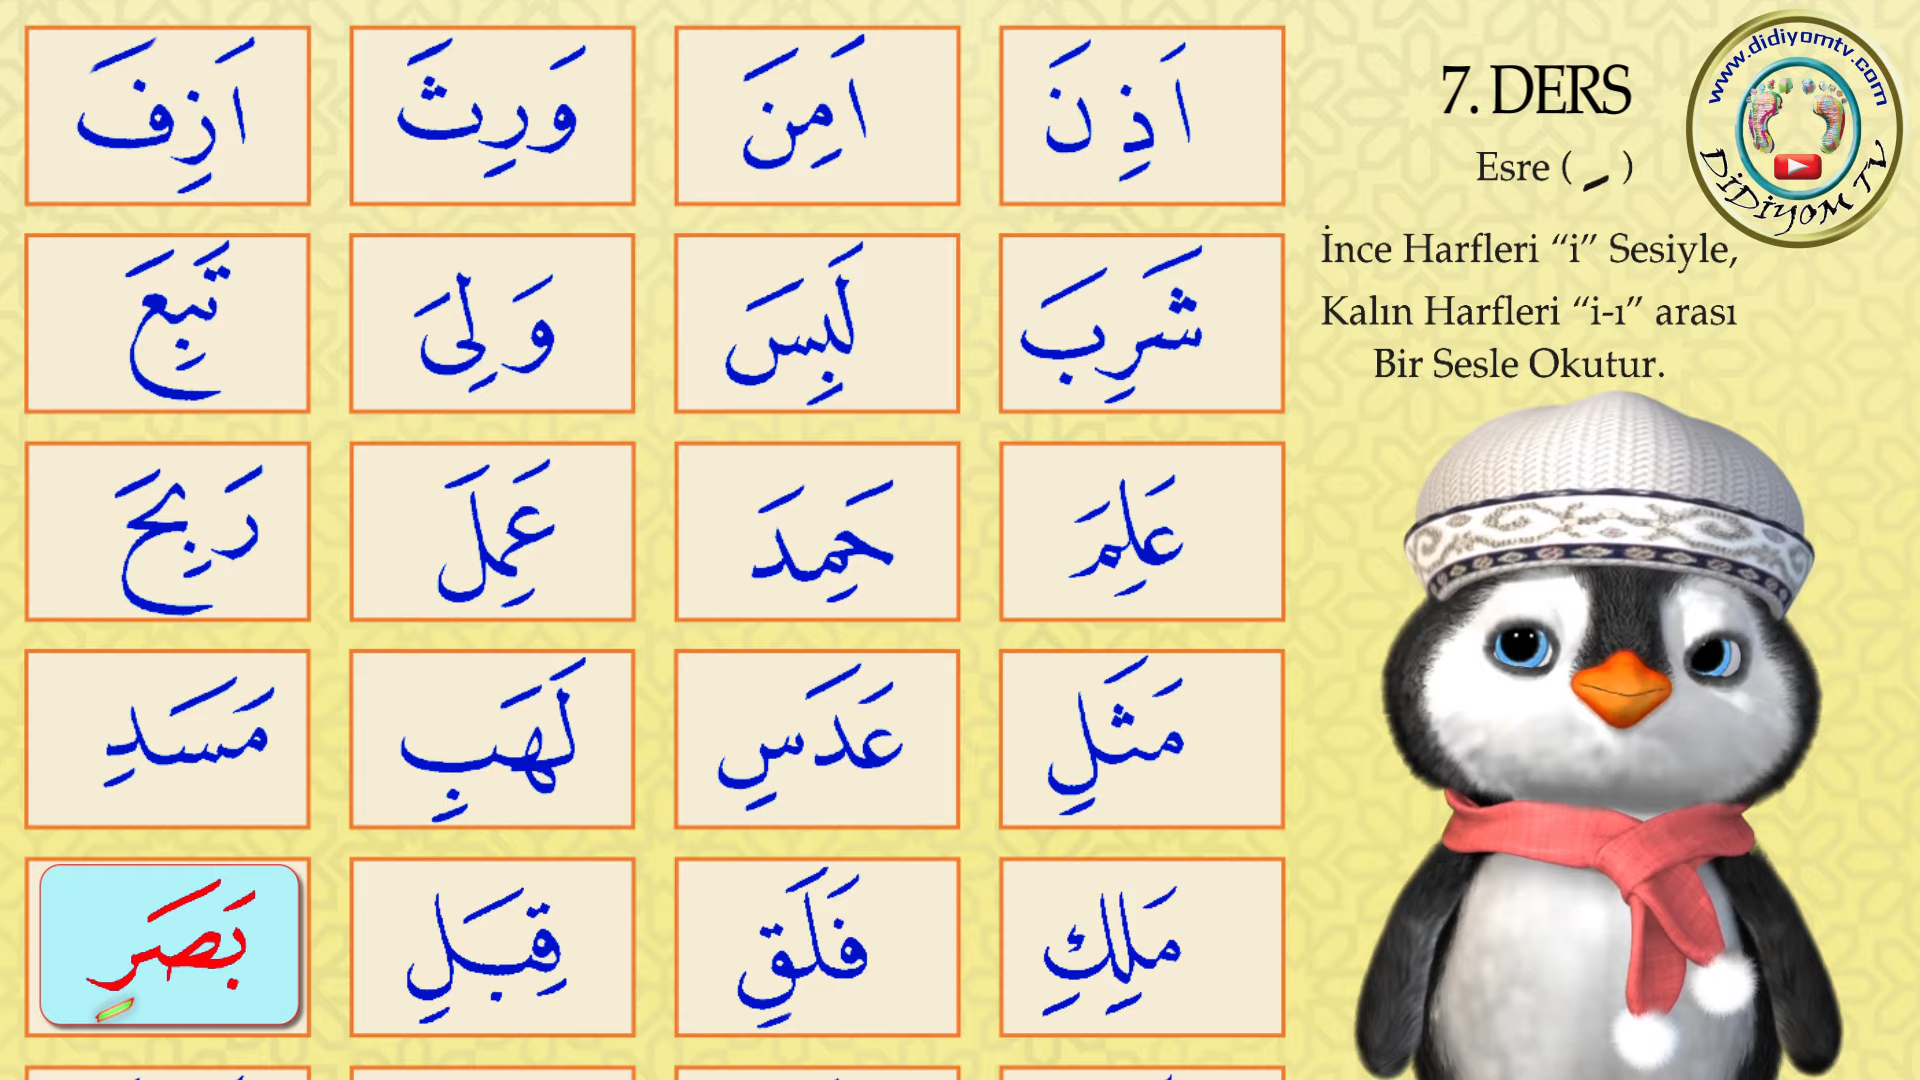 7. DERS
Esre ( ـِ )
İnce Harfleri “i” Sesiyle,
Kalın Harfleri “i-ı” arası
Bir Sesle Okutur.
www.didiyomtv.com
DİDİYOM TV
اَذِنَ اَمِنَ وَرِثَ اَزِفَ
شَرِبَ لَبِسَ وَلِىَ تَبِعَ
عَلِمَ حَمِدَ عَمِلَ رَبِحَ
مَثَلِ عَدَسِ لَهَبِ مَسَدِ
مَلِكِ فَلَقِ قِبَلِ بَصَرِ